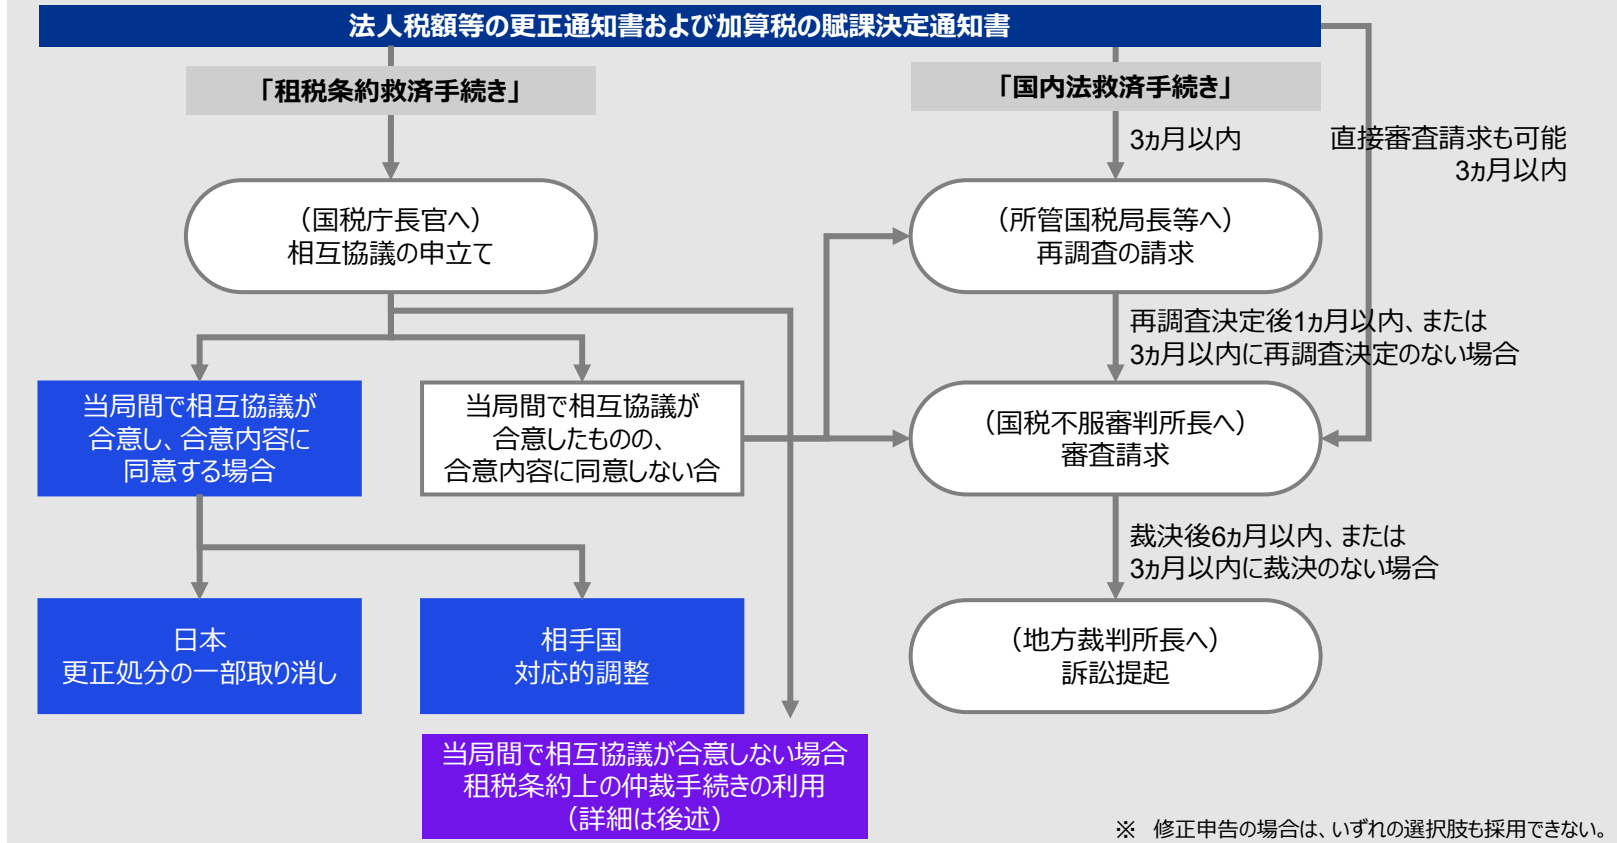 法人税額等の更正通知書および加算税の賦課決定通知書
「租税条約救済手続き」
「国内法救済手続き」
3ヵ月以内
直接審査請求も可能
3ヵ月以内
（国税庁長官へ）
相互協議の申立て
（所管国税局長等へ）
再調査の請求
再調査決定後1ヵ月以内、または
3ヵ月以内に再調査決定のない場合
当局間で相互協議が
合意し、合意内容に
同意する場合
当局間で相互協議が
合意したものの、
合意内容に同意しない合
（国税不服審判所長へ）
審査請求
裁決後6ヵ月以内、または
3ヵ月以内に裁決のない場合
日本
更正処分の一部取り消し
相手国
対応的調整
（地方裁判所長へ）
訴訟提起
当局間で相互協議が合意しない場合
租税条約上の仲裁手続きの利用
（詳細は後述）
※　修正申告の場合は、いずれの選択肢も採用できない。